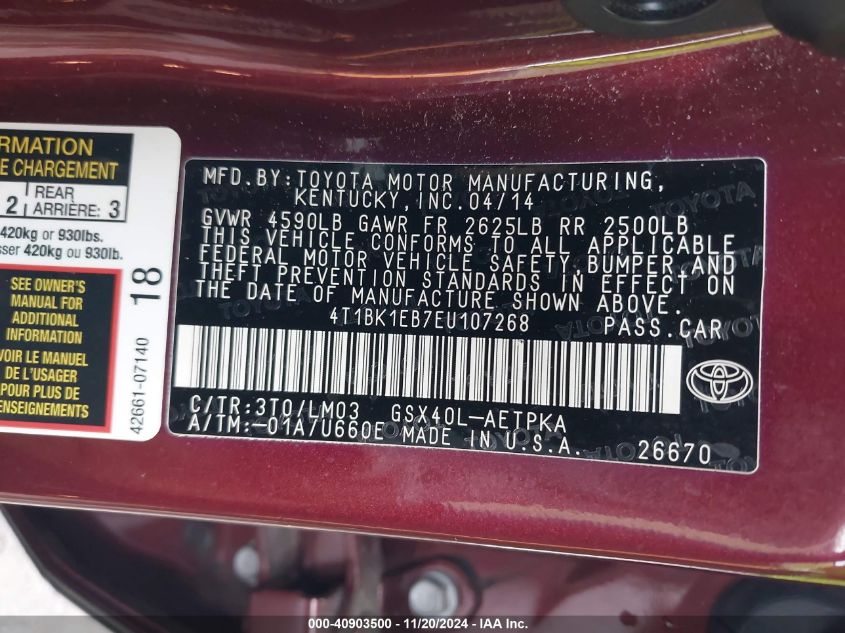 RMATION
E CHARGEMENT
2 REAR ARRIÈRE: 3
420kg or 930lbs.
sser 420kg ou 930lb.
SEE OWNER'S
MANUAL FOR
ADDITIONAL
INFORMATION
VOIR LE MANUEL
DE L'USAGER
POUR PLUS DE
RENSEIGNEMENTS
18
42661-07140
MFD.BY:TOYOTA MOTOR MANUFACTURING,
KENTUCKY, INC.04/14
GVWR 4590LB GAWR FR 2625LB RR 2500LB
THIS VEHICLE CONFORMS TO ALL APPLICABLE
FEDERAL MOTOR VEHICLE SAFETY,BUMPER,AND
THEFT PREVENTION STANDARDS IN EFFECT ON
THE DATE OF MANUFACTURE SHOWN ABOVE.
4T1BK1EB7EU107268 PASS.CAR
C/TR:3T0/LM03 GSX40L-AETPKA
A/TM:-01A/U660E MADE IN U.S.A.
26670
000-40903500 - 11/20/2024 - IAA Inc.